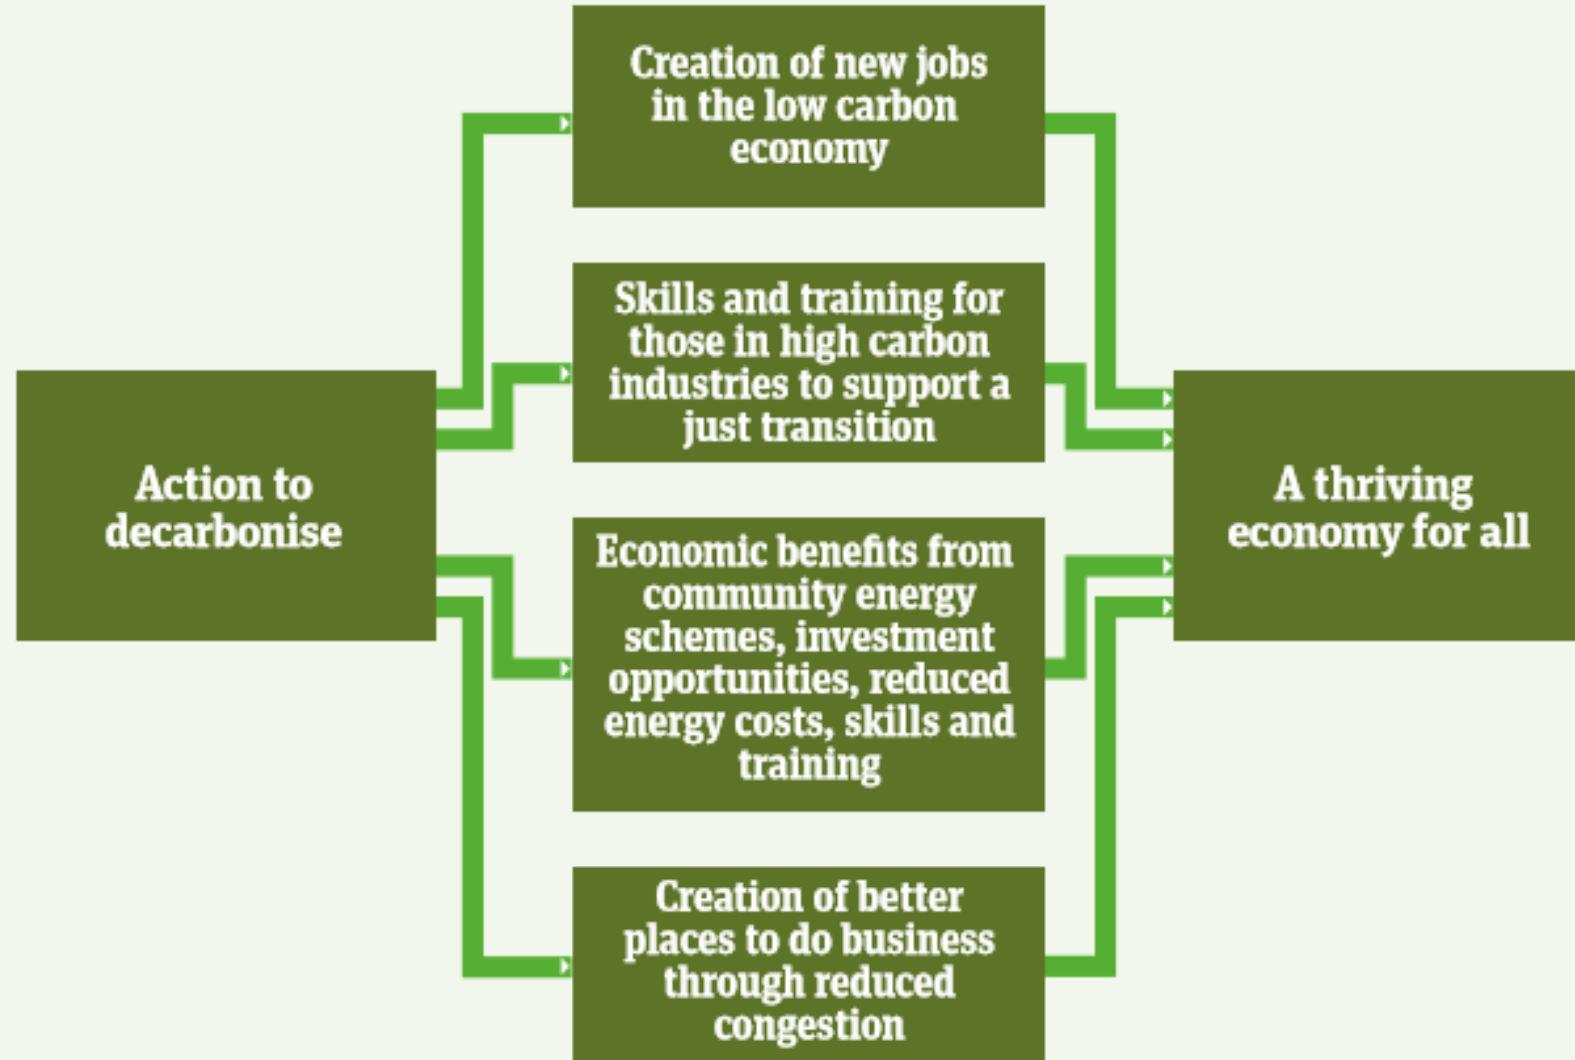 Creation of new jobs
in the low carbon
economy
Skills and training for
those in high carbon
industries to support a
just transition
Action to
decarbonise
A thriving
economy for all
Economic benefits from
community energy
schemes, investment
opportunities, reduced
energy costs, skills and
training
Creation of better
places to do business
through reduced
congestion